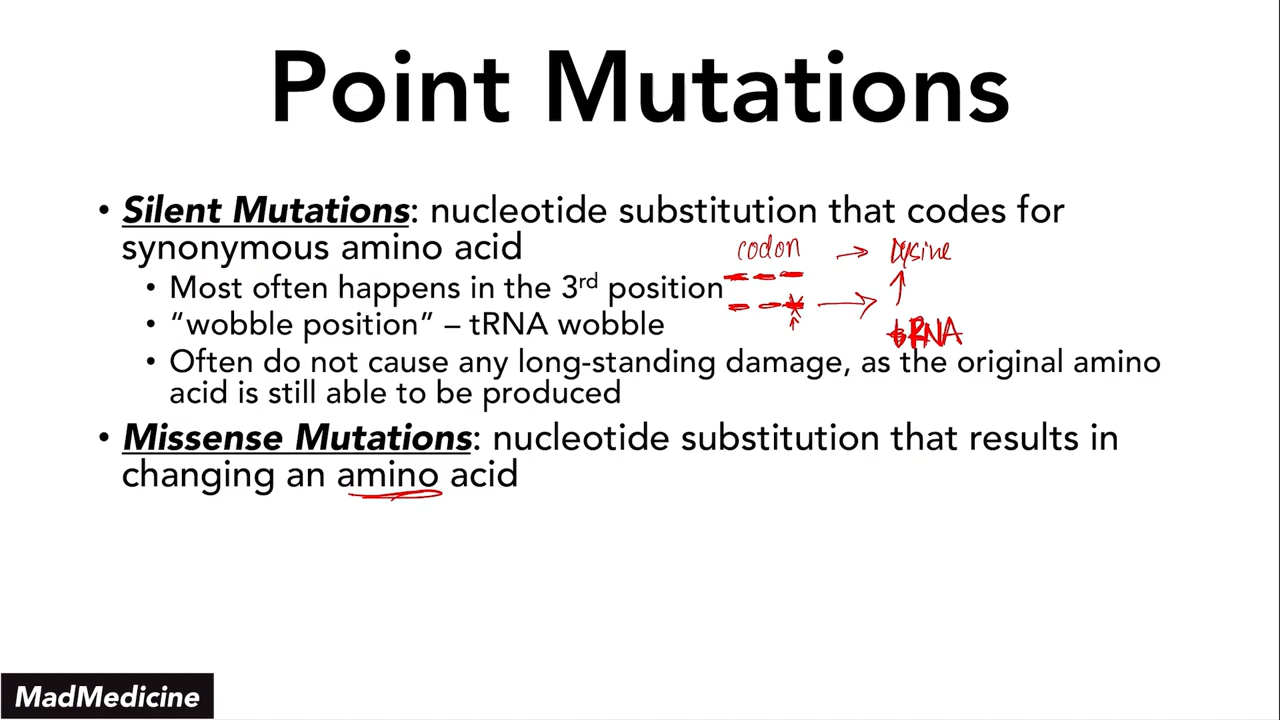 Point Mutations
• Silent Mutations: nucleotide substitution that codes for
synonymous amino acid
codon → lysine
• Most often happens in the 3rd position
• “wobble position” – tRNA wobble
tRNA
• Often do not cause any long-standing damage, as the original amino
acid is still able to be produced
• Missense Mutations: nucleotide substitution that results in
changing an amino acid
MadMedicine